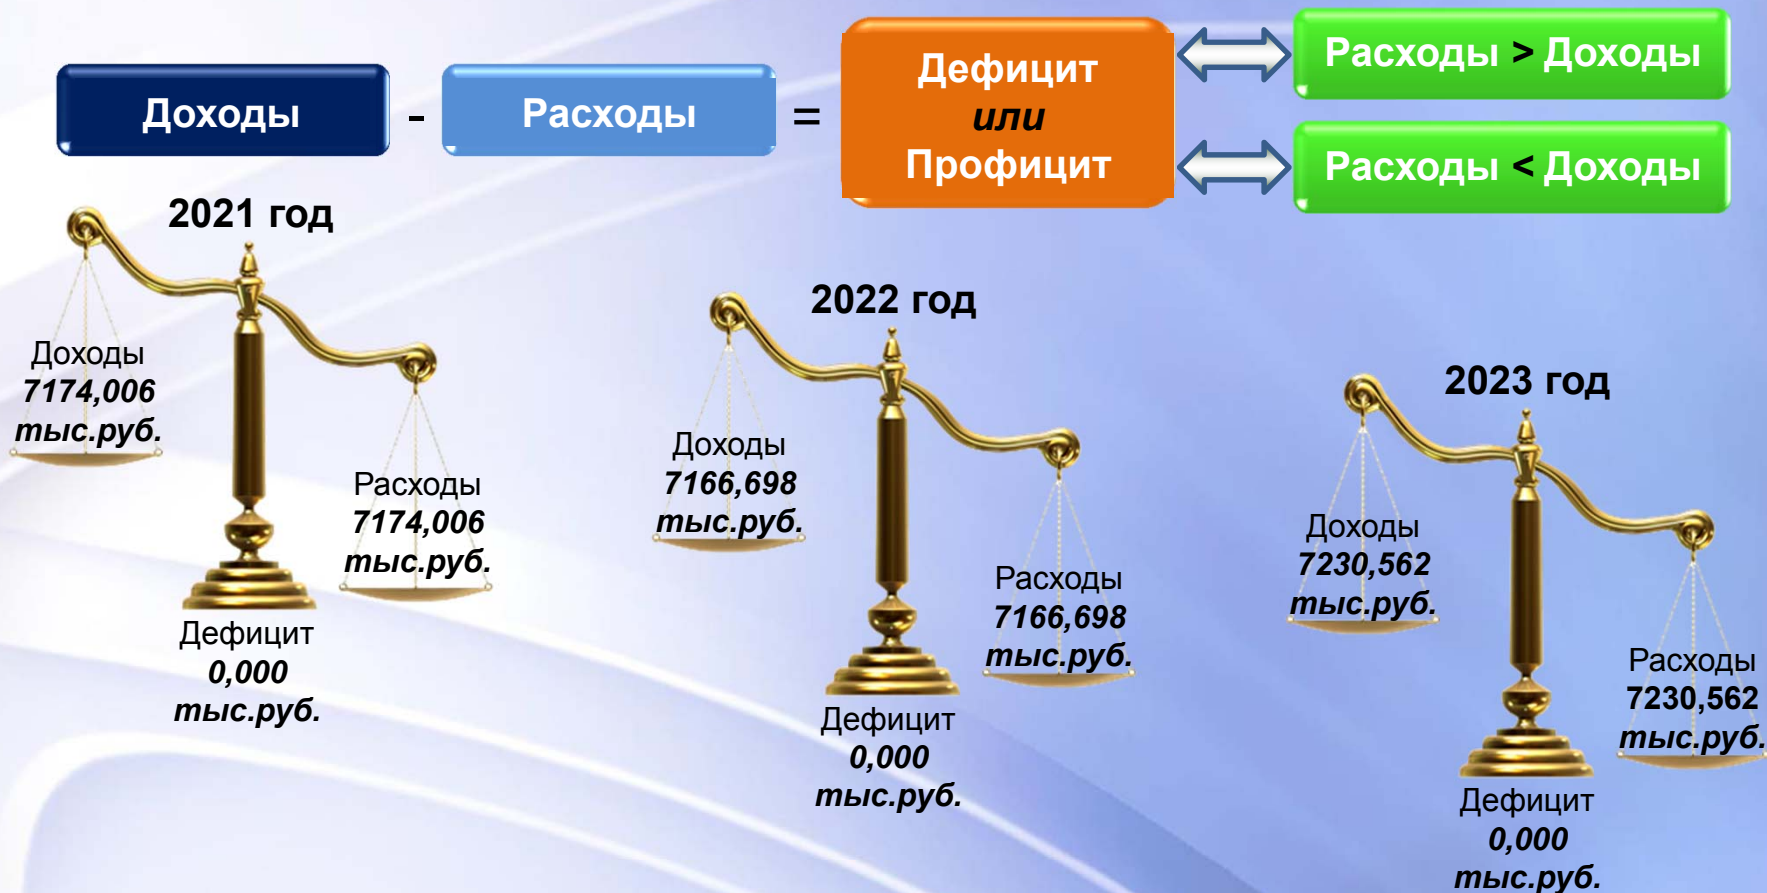 Доходы
-
Расходы
=
Дефицит
или
Профицит
Расходы > Доходы
Расходы < Доходы
2021 год
Доходы
7174,006
тыс.руб.
Расходы
7174,006
тыс.руб.
Дефицит
0,000
тыс.руб.
2022 год
Доходы
7166,698
тыс.руб.
Расходы
7166,698
тыс.руб.
Дефицит
0,000
тыс.руб.
2023 год
Доходы
7230,562
тыс.руб.
Расходы
7230,562
тыс.руб.
Дефицит
0,000
тыс.руб.